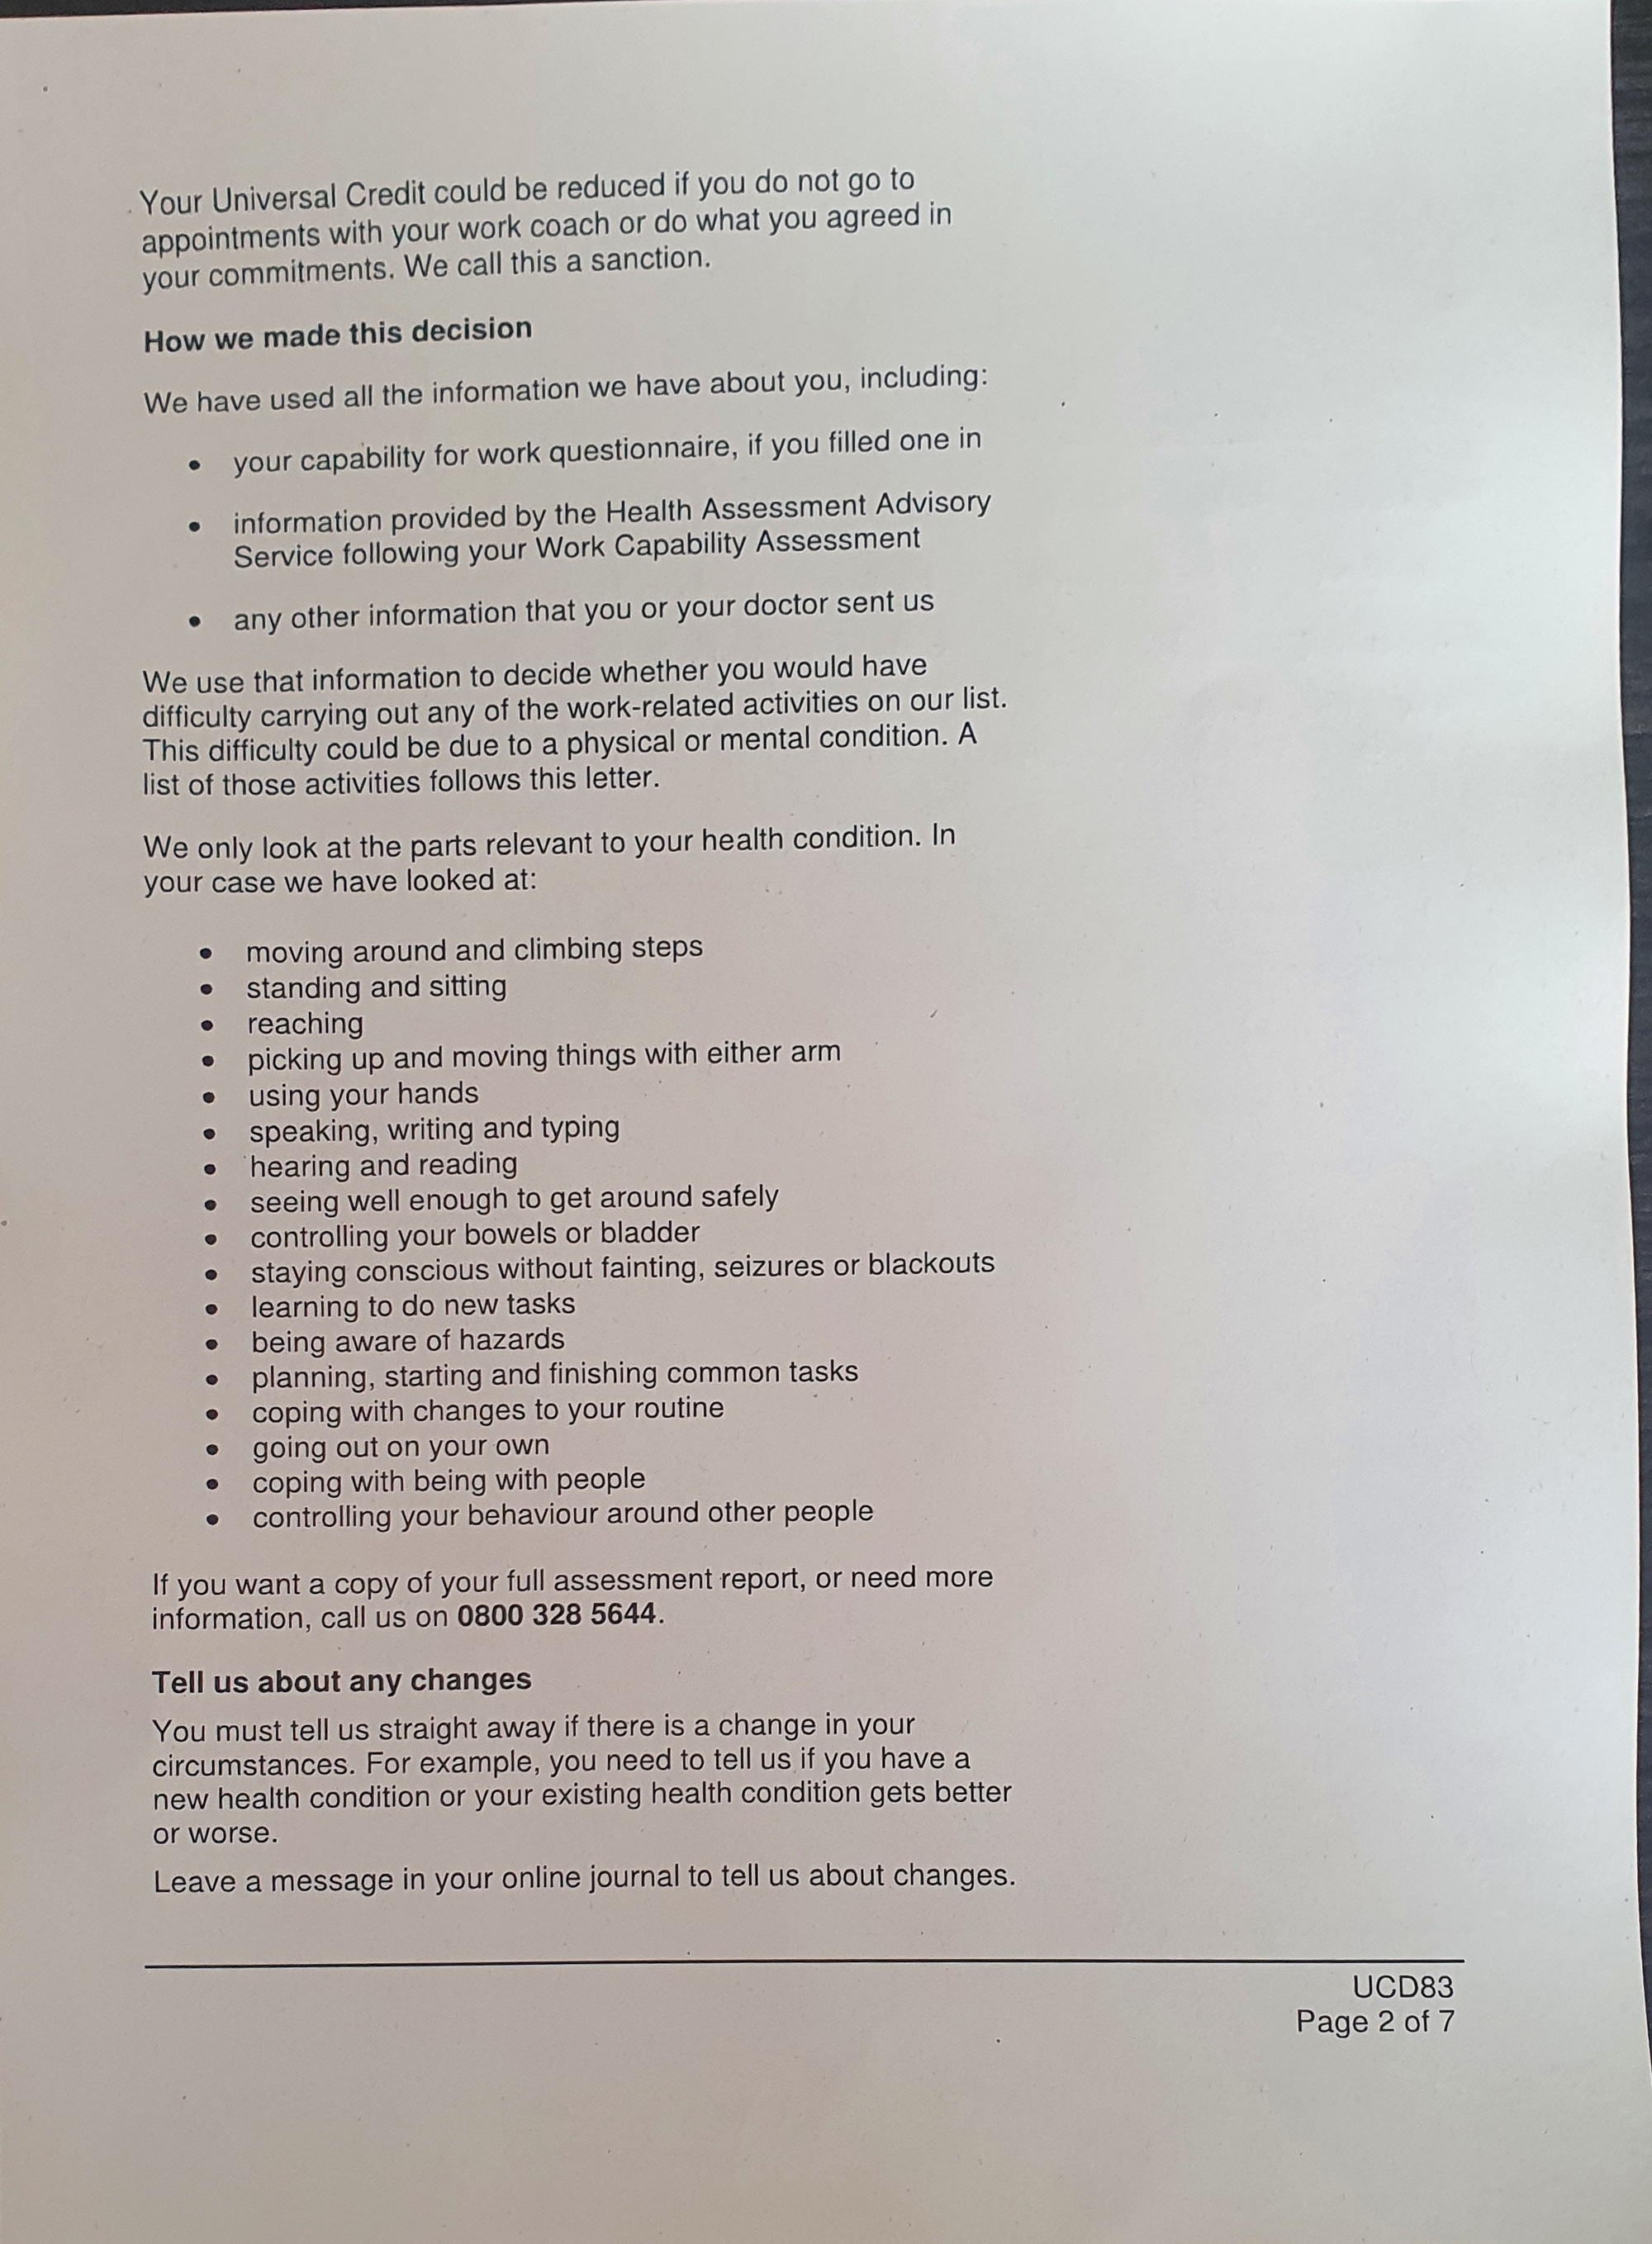 Your Universal Credit could be reduced if you do not go to
appointments with your work coach or do what you agreed in
your commitments. We call this a sanction.
How we made this decision
We have used all the information we have about you, including:
• your capability for work questionnaire, if you filled one in
• information provided by the Health Assessment Advisory
Service following your Work Capability Assessment
• any other information that you or your doctor sent us
We use that information to decide whether you would have
difficulty carrying out any of the work-related activities on our list.
This difficulty could be due to a physical or mental condition. A
list of those activities follows this letter.
We only look at the parts relevant to your health condition. In
your case we have looked at:
• moving around and climbing steps
• standing and sitting
• reaching
• picking up and moving things with either arm
• using your hands
• speaking, writing and typing
• hearing and reading
• seeing well enough to get around safely
• controlling your bowels or bladder
• staying conscious without fainting, seizures or blackouts
• learning to do new tasks
• being aware of hazards
• planning, starting and finishing common tasks
• coping with changes to your routine
• going out on your own
• coping with being with people
• controlling your behaviour around other people
If you want a copy of your full assessment report, or need more
information, call us on 0800 328 5644.
Tell us about any changes
You must tell us straight away if there is a change in your
circumstances. For example, you need to tell us if you have a
new health condition or your existing health condition gets better
or worse.
Leave a message in your online journal to tell us about changes.
UCD83
Page 2 of 7